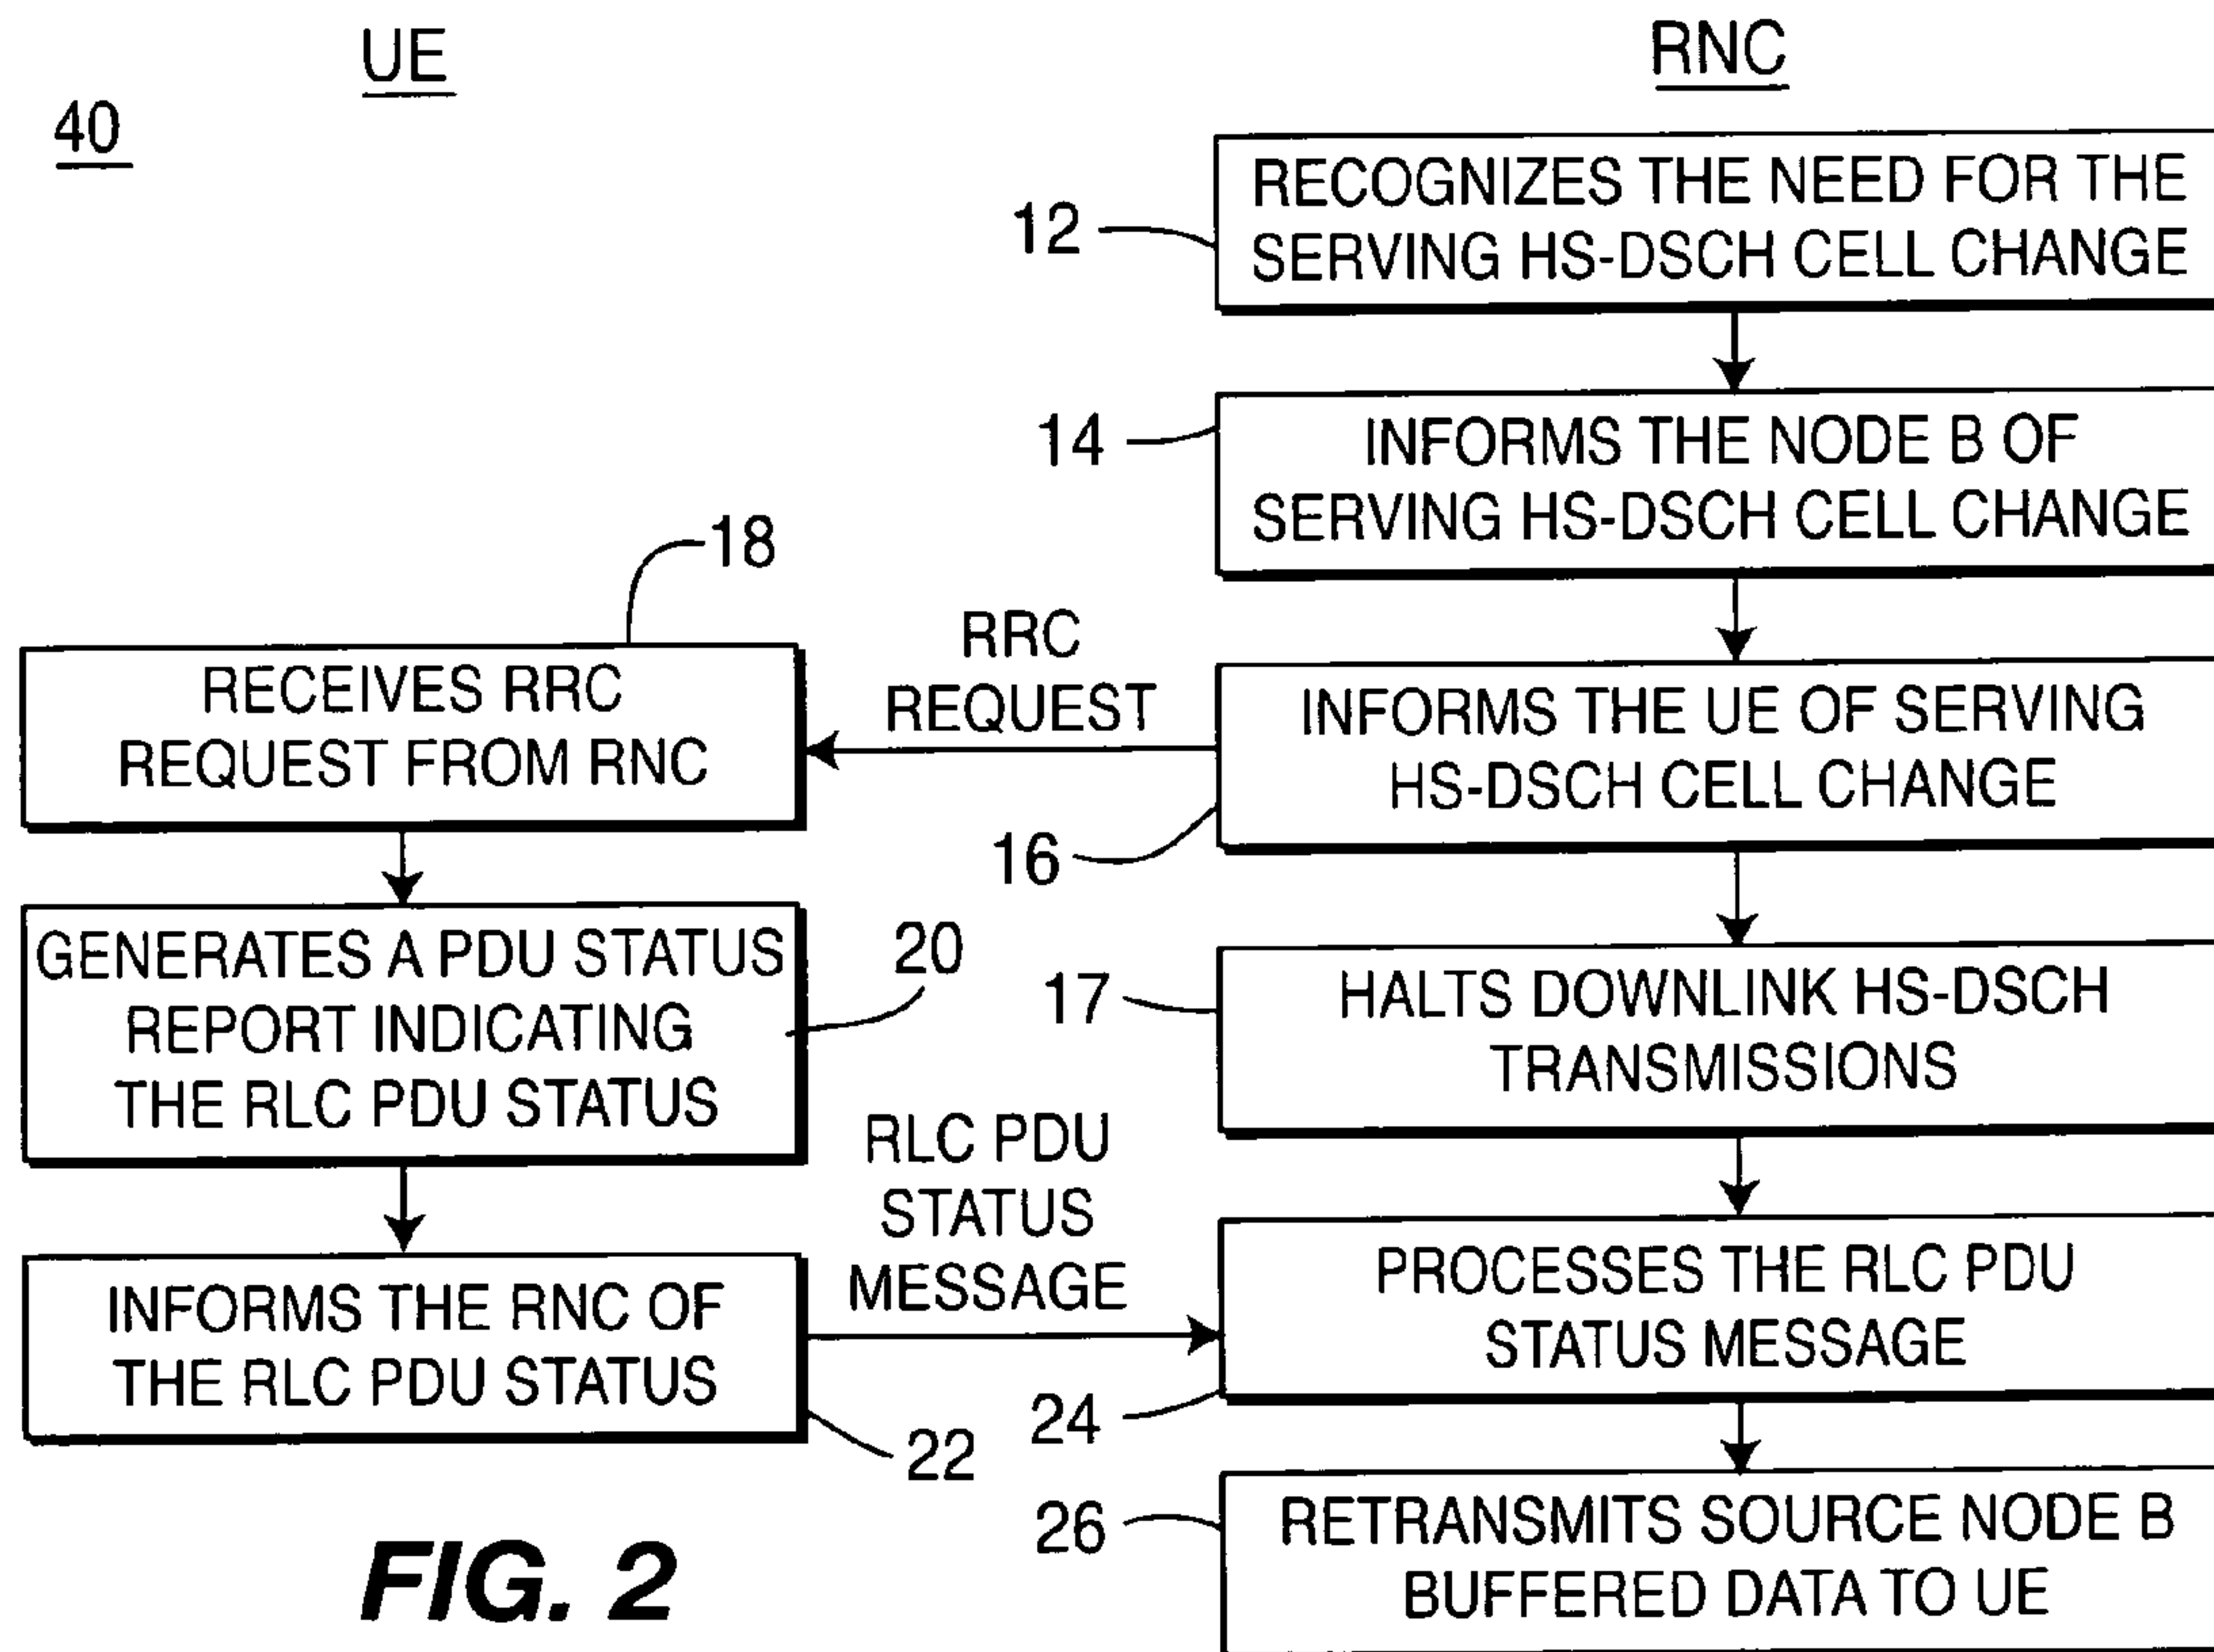 UE
RNC
40
RECOGNIZES THE NEED FOR THE
SERVING HS-DSCH CELL CHANGE
12
INFORMS THE NODE B OF
SERVING HS-DSCH CELL CHANGE
14
18
RECEIVES RRC
REQUEST FROM RNC
RRC
REQUEST
INFORMS THE UE OF SERVING
HS-DSCH CELL CHANGE
16
GENERATES A PDU STATUS
REPORT INDICATING
THE RLC PDU STATUS
20
17
HALTS DOWNLINK HS-DSCH
TRANSMISSIONS
RLC PDU
STATUS
MESSAGE
INFORMS THE RNC OF
THE RLC PDU STATUS
22
PROCESSES THE RLC PDU
STATUS MESSAGE
24
26
RETRANSMITS SOURCE NODE B
BUFFERED DATA TO UE
FIG. 2